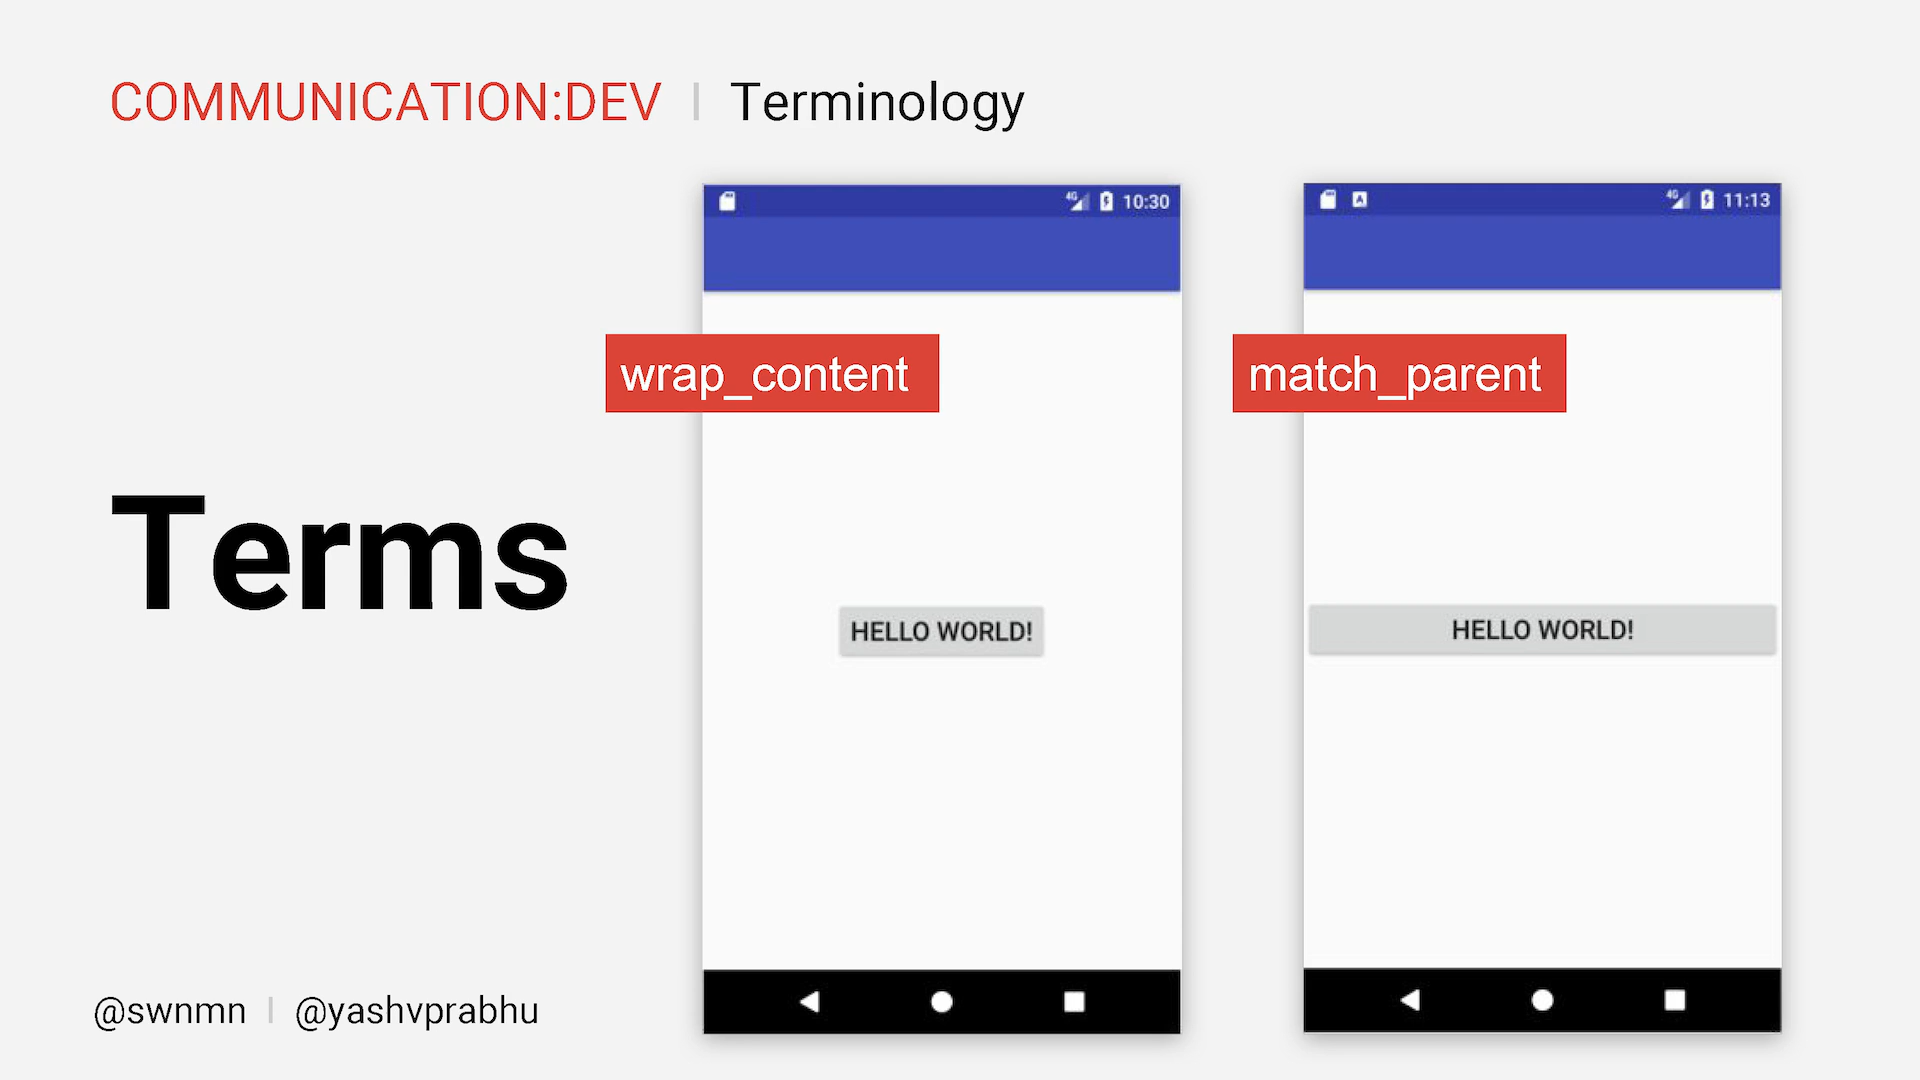 COMMUNICATION:DEV | Terminology
10:30
11:13
wrap_content
match_parent
Terms
HELLO WORLD!
HELLO WORLD!
@swnmn | @yashvprabhu